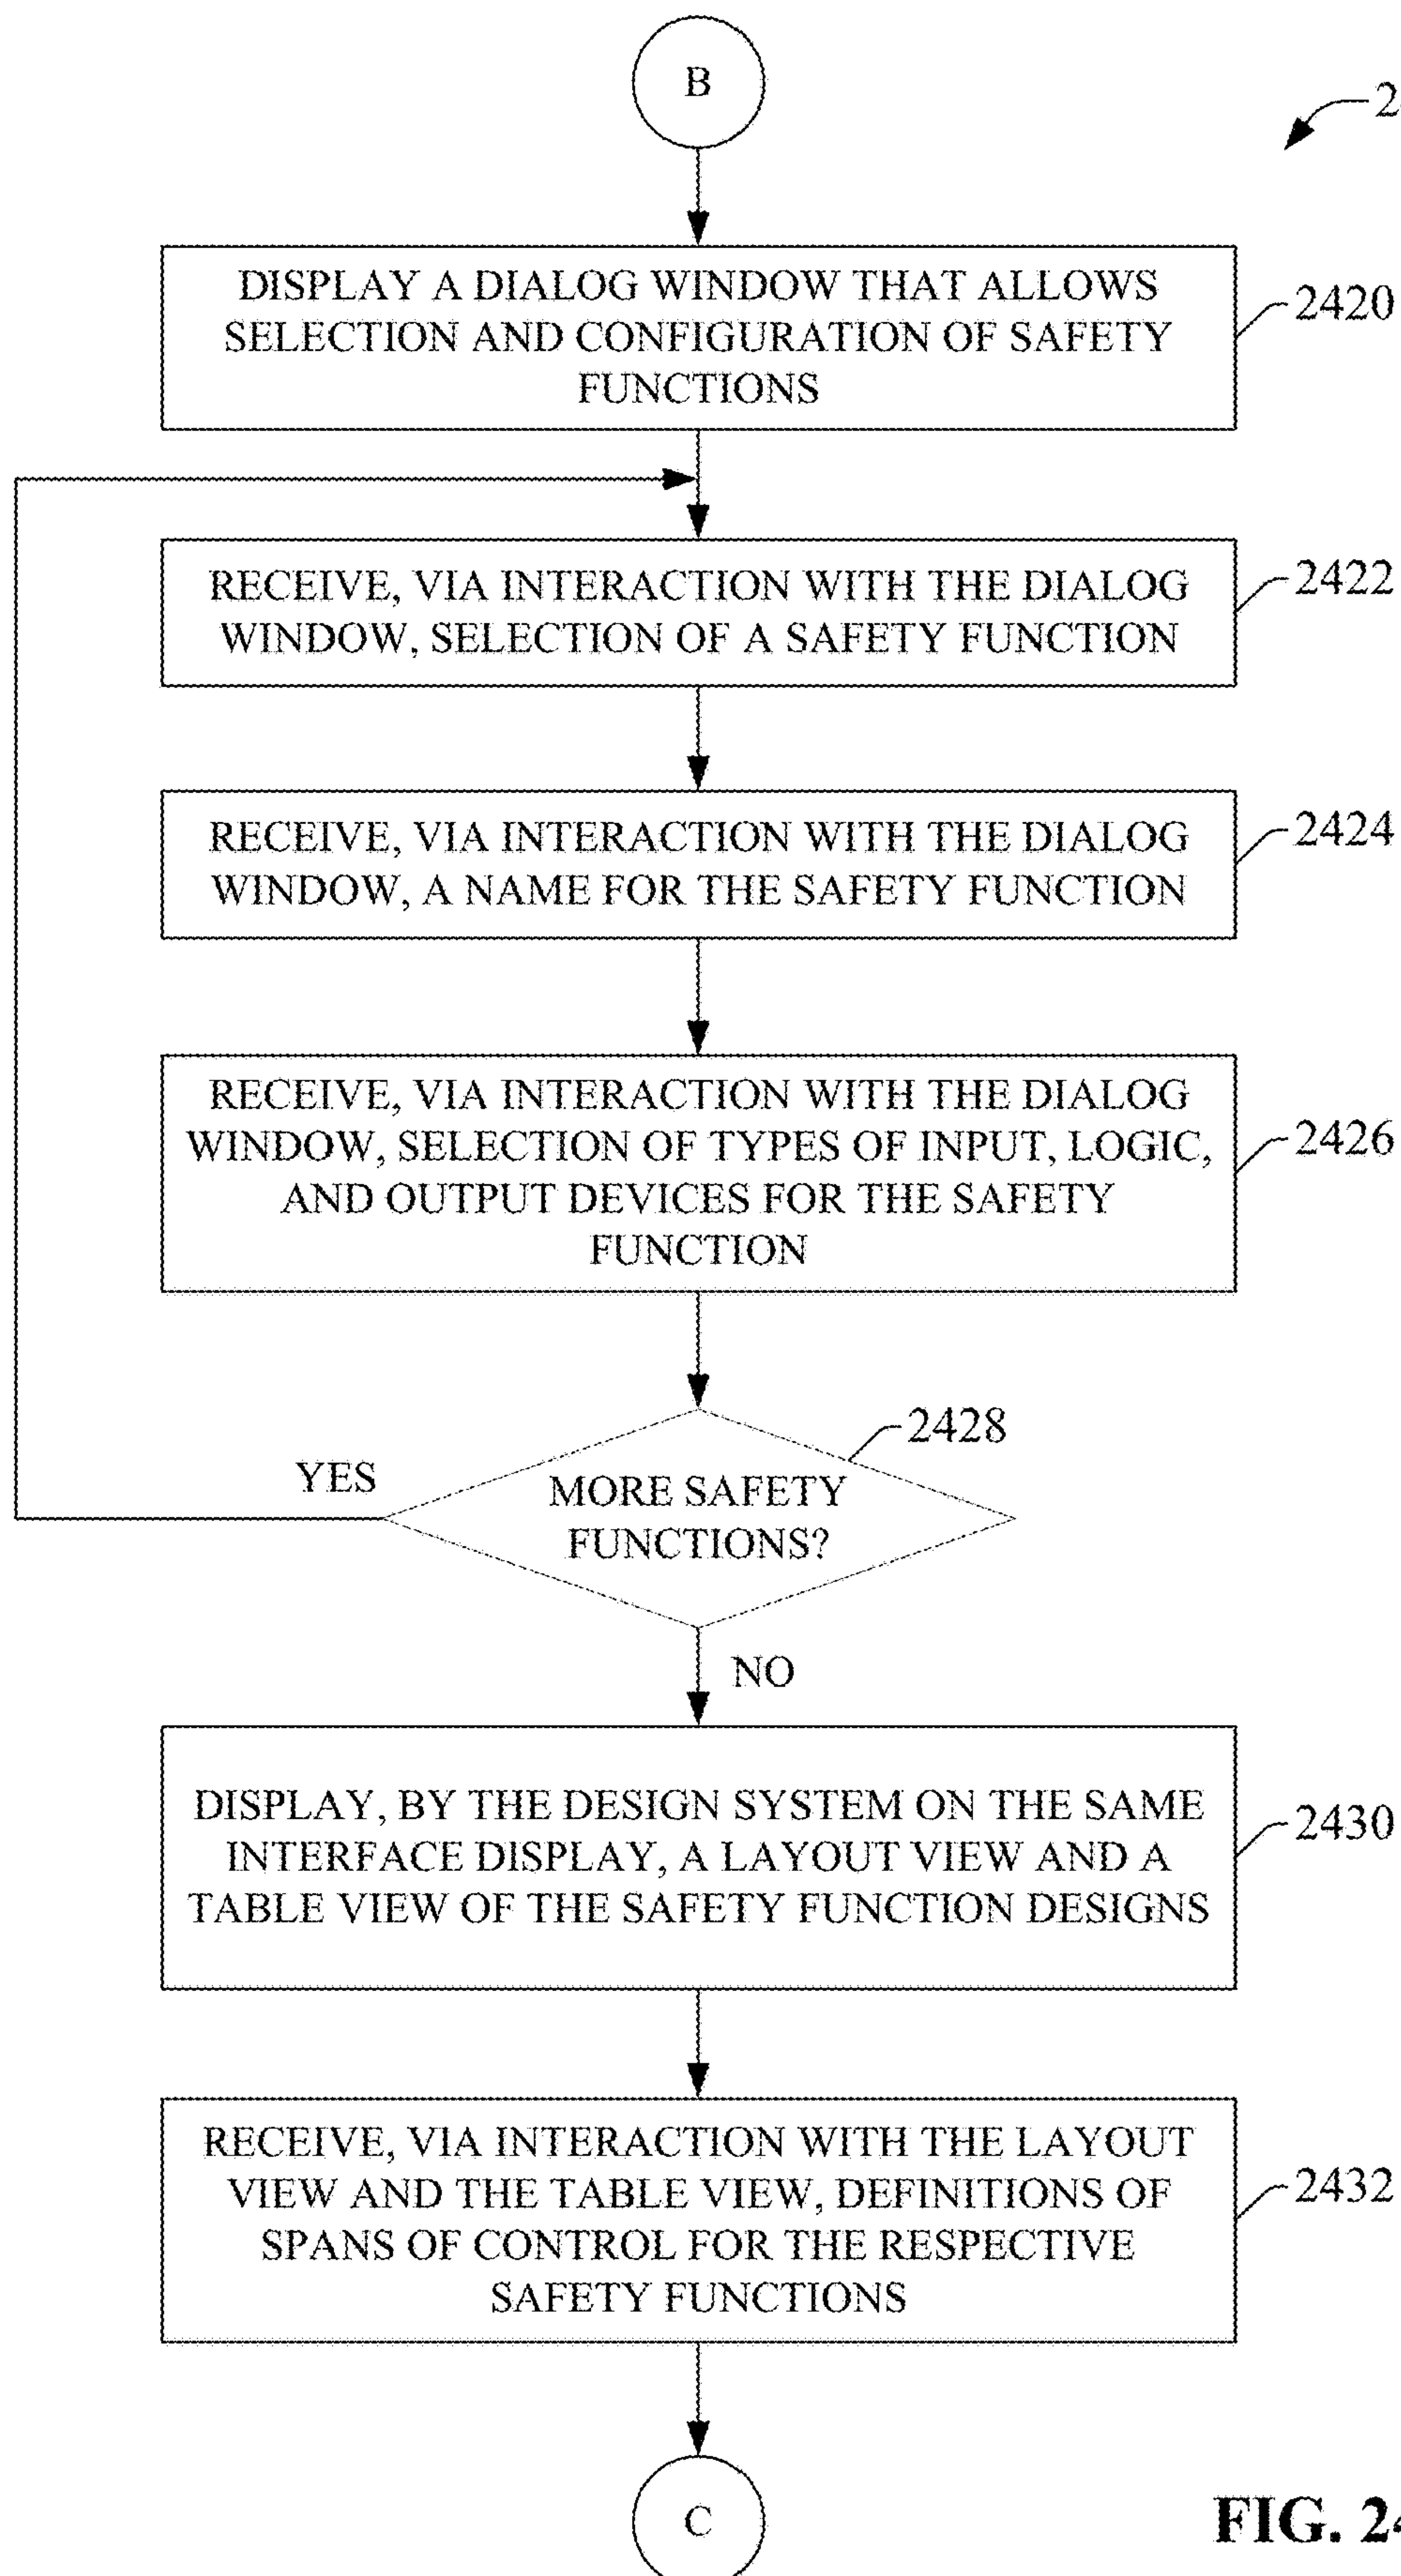 B
DISPLAY A DIALOG WINDOW THAT ALLOWS
SELECTION AND CONFIGURATION OF SAFETY
FUNCTIONS
2420
RECEIVE, VIA INTERACTION WITH THE DIALOG
WINDOW, SELECTION OF A SAFETY FUNCTION
2422
RECEIVE, VIA INTERACTION WITH THE DIALOG
WINDOW, A NAME FOR THE SAFETY FUNCTION
2424
RECEIVE, VIA INTERACTION WITH THE DIALOG
WINDOW, SELECTION OF TYPES OF INPUT, LOGIC,
AND OUTPUT DEVICES FOR THE SAFETY
FUNCTION
2426
2428
YES
MORE SAFETY
FUNCTIONS?
NO
DISPLAY, BY THE DESIGN SYSTEM ON THE SAME
INTERFACE DISPLAY, A LAYOUT VIEW AND A
TABLE VIEW OF THE SAFETY FUNCTION DESIGNS
2430
RECEIVE, VIA INTERACTION WITH THE LAYOUT
VIEW AND THE TABLE VIEW, DEFINITIONS OF
SPANS OF CONTROL FOR THE RESPECTIVE
SAFETY FUNCTIONS
2432
C
FIG.